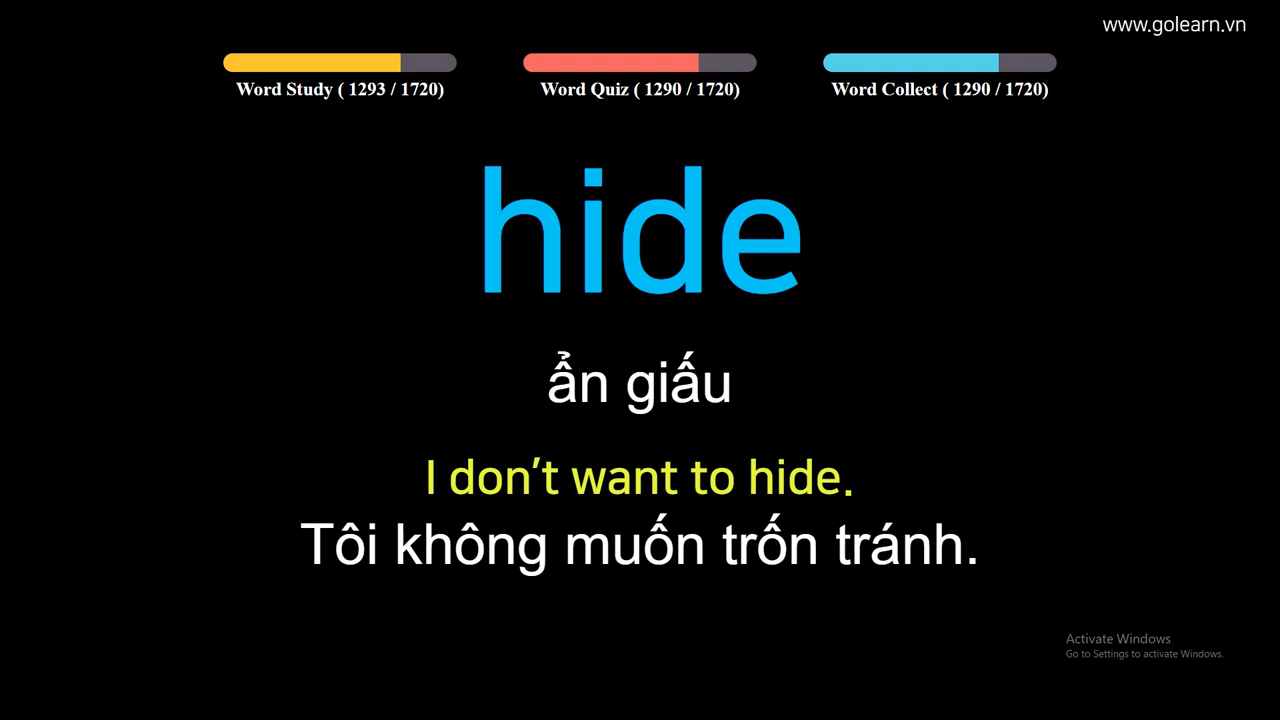 www.golearn.vn
Word Study ( 1293 / 1720)
Word Quiz ( 1290 / 1720)
Word Collect ( 1290 / 1720)
hide
ẩn giấu
I don't want to hide.
Tôi không muốn trốn tránh.
Activate Windows
Go to Settings to activate Windows.